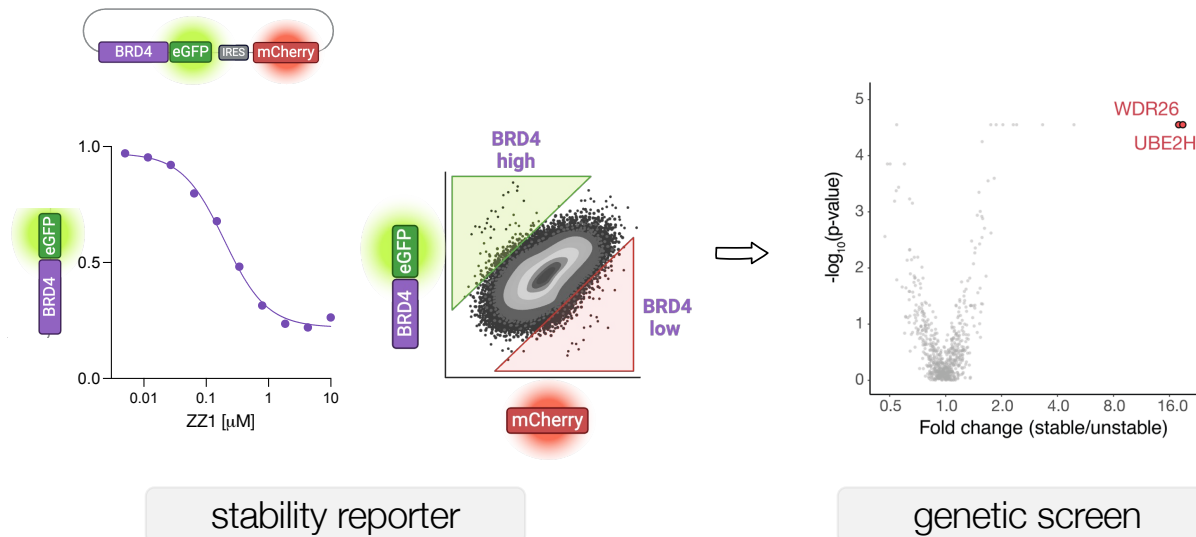 BRD4 eGFP IRES mCherry
1.0
0.5
0.0
0.01 0.1 1 10
ZZ1 [μM]
eGFP
BRD4
BRD4
high
BRD4
low
eGFP
BRD4
mCherry
5
4
3
2
1
0
-log10(p-value)
WDR26
UBE2H
0.5 1.0 2.0 4.0 8.0 16.0
Fold change (stable/unstable)
stability reporter
genetic screen